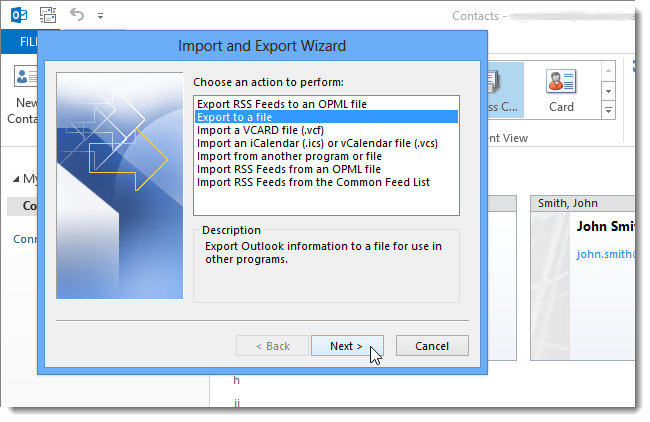 Contacts -
FIL
Import and Export Wizard
Choose an action to perform:
Export RSS Feeds to an OPML file
Export to a file
Import a VCARD file (.vcf)
Import an iCalendar (.ics) or vCalendar file (.vcs)
Import from another program or file
Import RSS Feeds from an OPML file
Import RSS Feeds from the Common Feed List
Description
Export Outlook information to a file for use in
other programs.
< Back
Next >
Cancel
New
Conta
ss C...
Card
ent View
My
Co
Conn
Smith, John
John Smi
john.smith@
h
ij